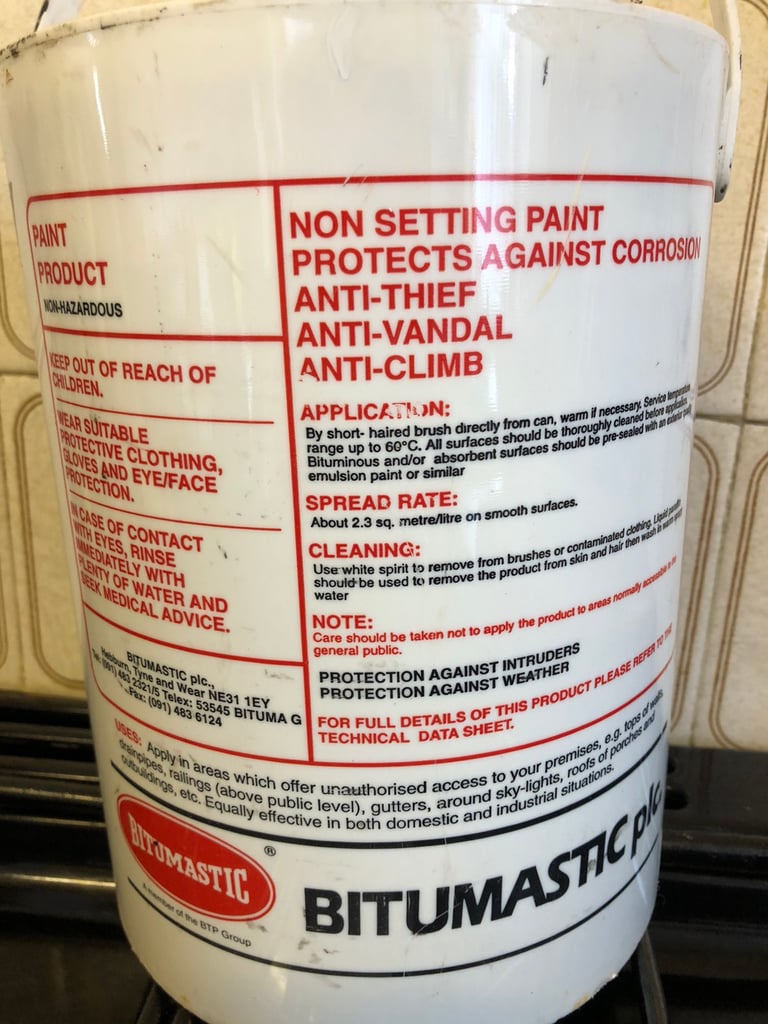 PAINT
PRODUCT
NON-HAZARDOUS
KEEP OUT OF REACH OF
CHILDREN.
WEAR SUITABLE
PROTECTIVE CLOTHING,
GLOVES AND EYE/FACE
PROTECTION.
IN CASE OF CONTACT
WITH EYES, RINSE
IMMEDIATELY WITH
PLENTY OF WATER AND
SEEK MEDICAL ADVICE.
BITUMASTIC plc.,
Hebburn, Tyne and Wear NE31 1EY
Tel: (091) 483 2321/5 Telex: 53545 BITUMA G
Fax: (091) 483 6124
NON SETTING PAINT
PROTECTS AGAINST CORROSION
ANTI-THIEF
ANTI-VANDAL
ANTI-CLIMB
APPLICATION:
By short- haired brush directly from can, warm if necessary. Service temperature
range up to 60°C. All surfaces should be thoroughly cleaned before application.
Bituminous and/or absorbent surfaces should be pre-sealed with an exterior quality
emulsion paint or similar
SPREAD RATE:
About 2.3 sq. metre/litre on smooth surfaces.
CLEANING:
Use white spirit to remove from brushes or contaminated clothing. Liquid paraffin
should be used to remove the product from skin and hair then wash in warm soapy
water
NOTE:
Care should be taken not to apply the product to areas normally accessible to the
general public.
PROTECTION AGAINST INTRUDERS
PROTECTION AGAINST WEATHER
FOR FULL DETAILS OF THIS PRODUCT PLEASE REFER TO THE
TECHNICAL DATA SHEET.
USES: Apply in areas which offer unauthorised access to your premises, e.g. tops of walls,
drainpipes, railings (above public level), gutters, around sky-lights, roofs of porches and
outbuildings, etc. Equally effective in both domestic and industrial situations.
BITUMASTIC ®
A member of the BTP Group
BITUMASTIC plc.